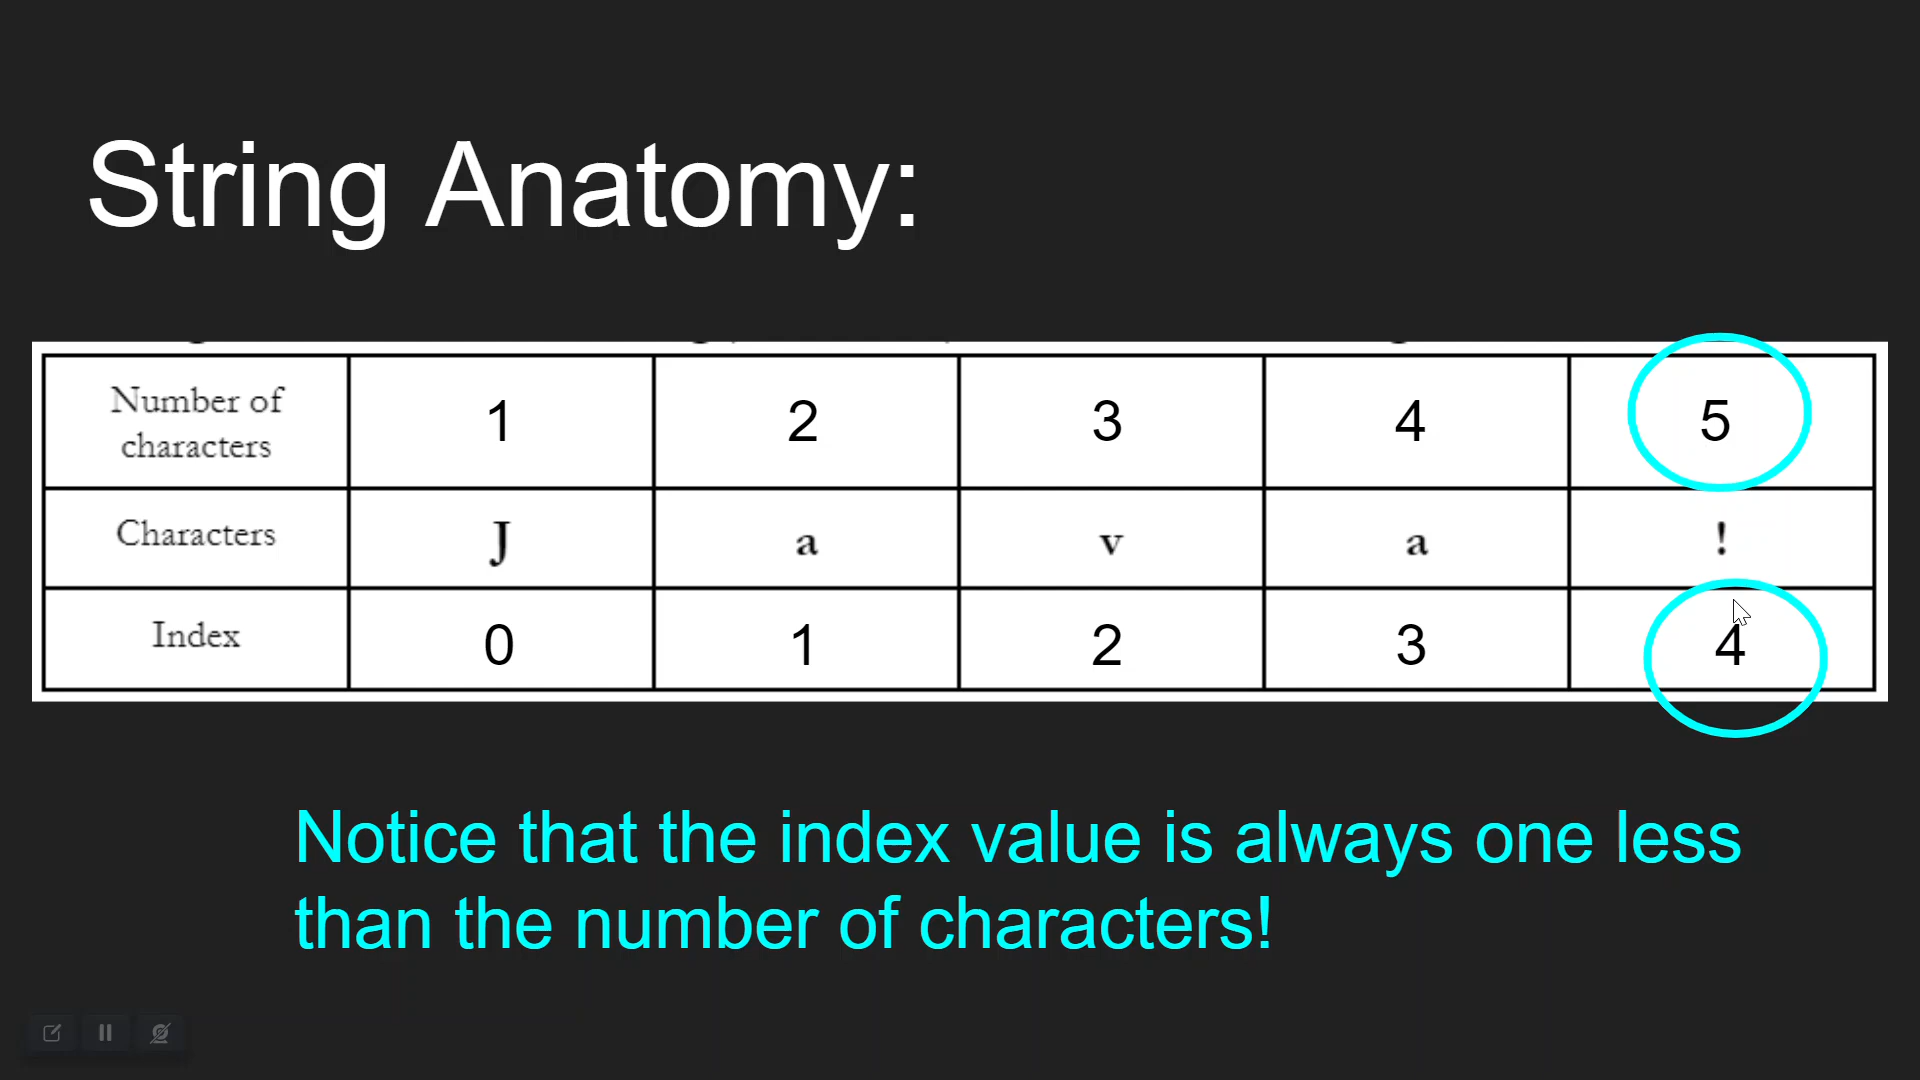 String Anatomy:
Number of
characters
1 2 3 4 5
Characters J a v a !
Index 0 1 2 3 4
Notice that the index value is always one less
than the number of characters!